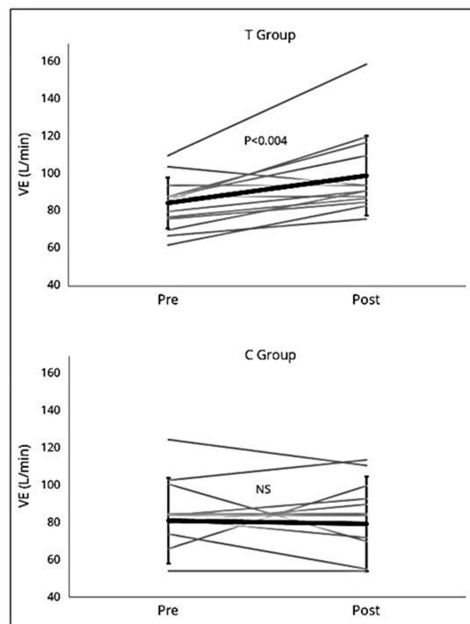 T Group
160
140
120
100
80
60
40
VE (L/min)
P<0.004
Pre Post
C Group
160
140
120
100
80
60
40
VE (L/min)
NS
Pre Post